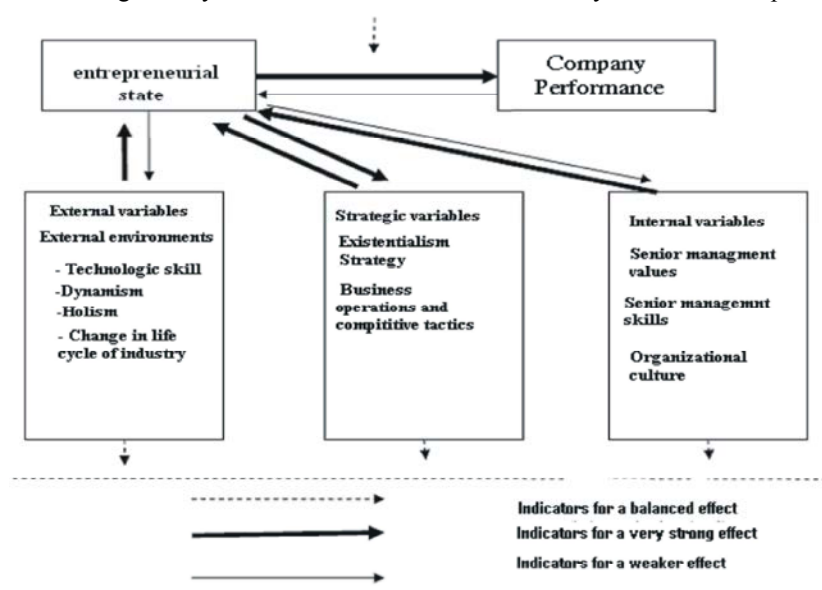 entrepreneurial
state
Company
Performance
External variables
External environments
- Technologic skill
-Dynamism
-Holism
- Change in life
cycle of industry
Strategic variables
Existentialism
Strategy
Business
operations and
compititive tactics
Internal variables
Senior managment
values
Senior managemnt
skills
Organizational
culture
Indicators for a balanced effect
Indicators for a very strong effect
Indicators for a weaker effect